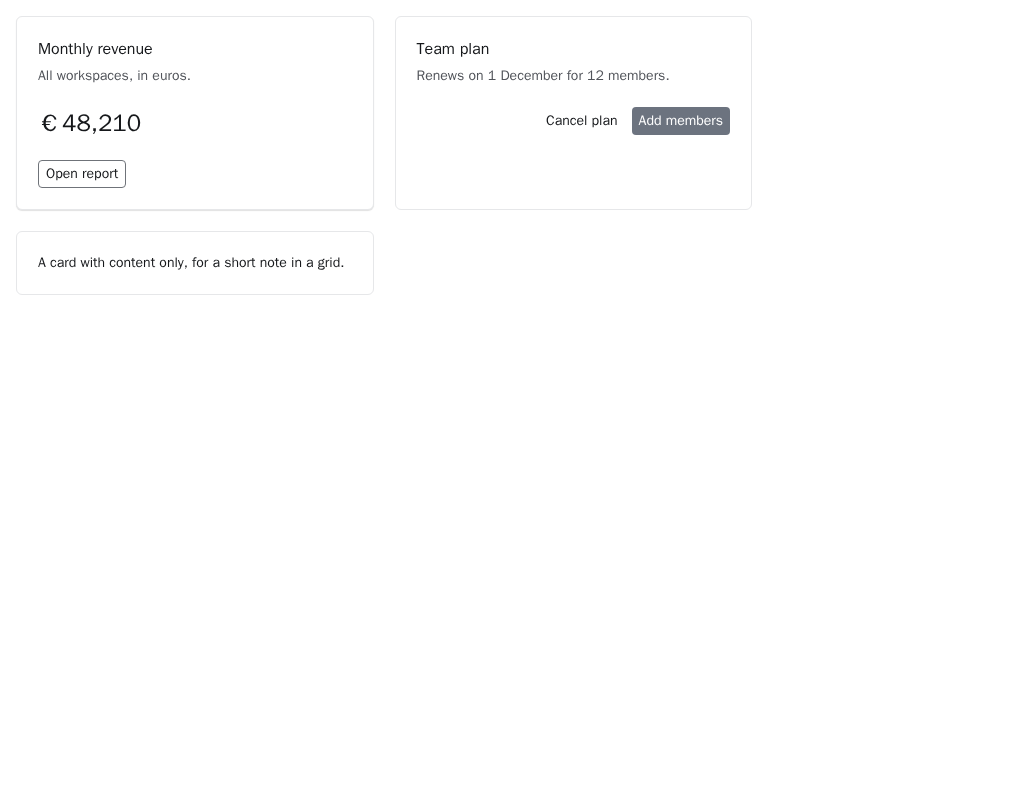 Monthly revenue
All workspaces, in euros.
€ 48,210
Open report
Team plan
Renews on 1 December for 12 members.
Cancel plan
Add members
A card with content only, for a short note in a grid.